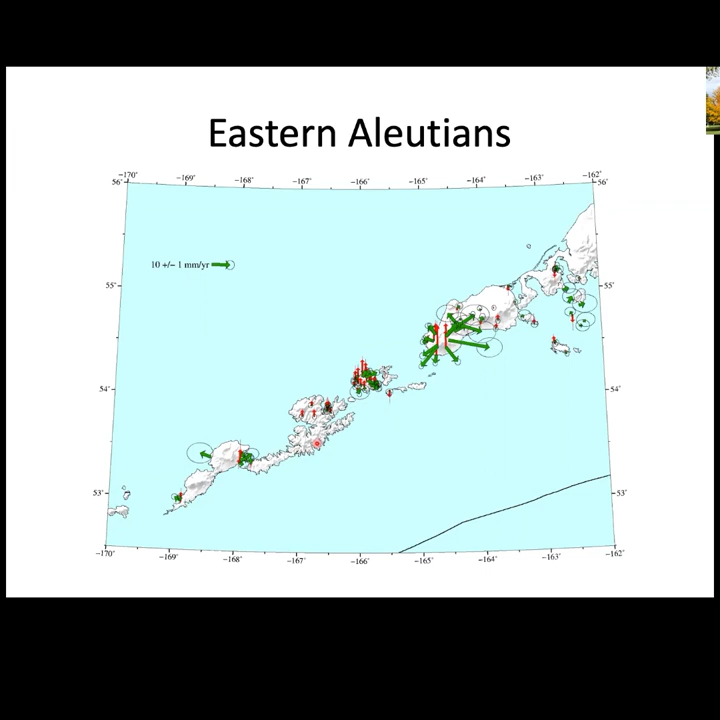 Eastern Aleutians
−170˚ −169˚ −168˚ −167˚ −166˚ −165˚ −164˚ −163˚ −162˚
56˚ 56˚
10 +/− 1 mm/yr
55˚ 55˚
54˚ 54˚
53˚ 53˚
−170˚ −169˚ −168˚ −167˚ −166˚ −165˚ −164˚ −163˚ −162˚